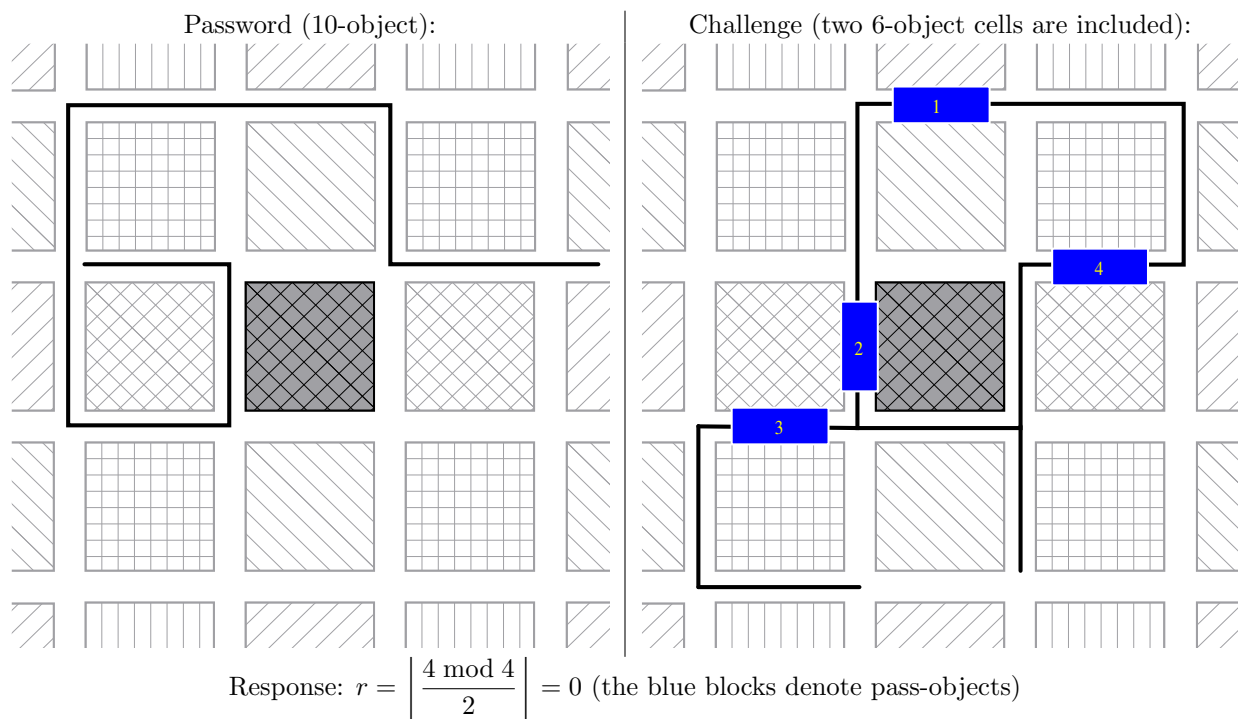 Password (10-object):
Challenge (two 6-object cells are included):
1
4
2
3
Response: r = ⌊(4 mod 4)/2⌋ = 0 (the blue blocks denote pass-objects)